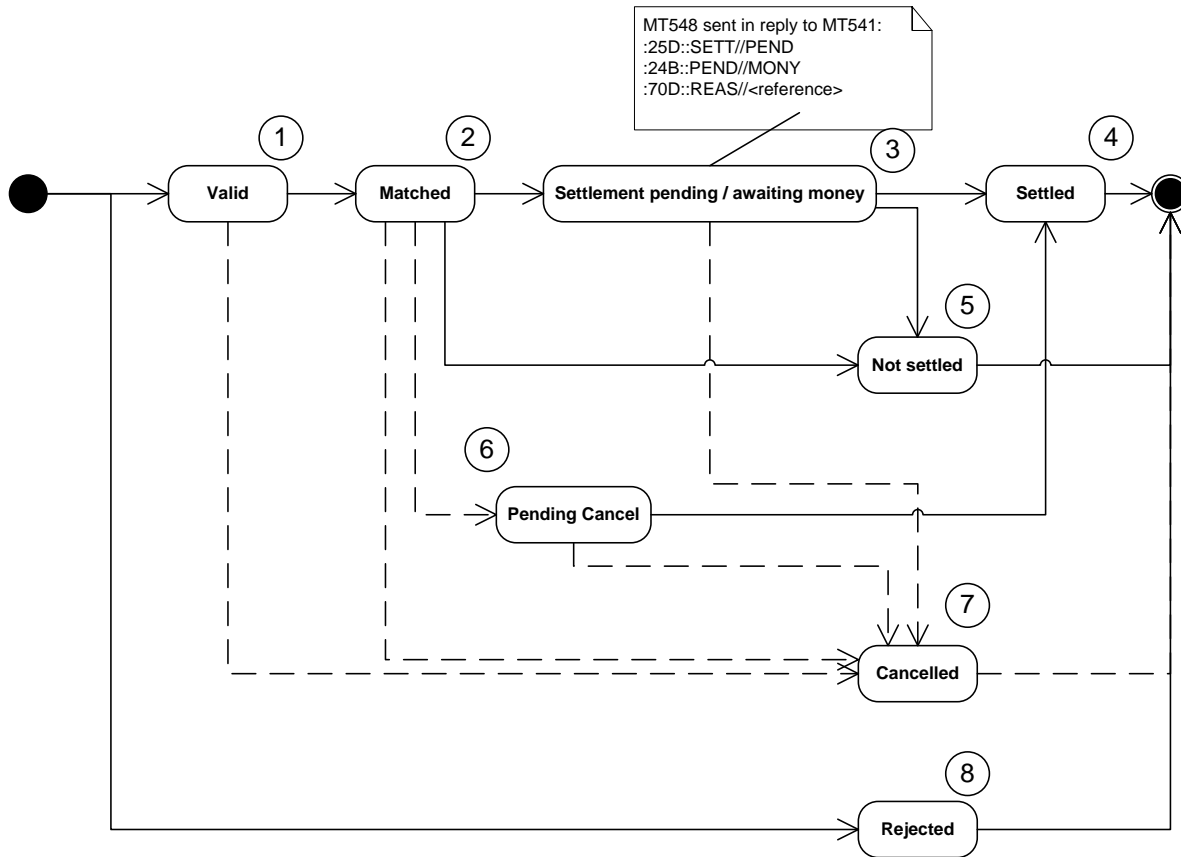 MT548 sent in reply to MT541:
:25D::SETT//PEND
:24B::PEND//MONY
:70D::REAS//<reference>
1
2
3
4
Valid
Matched
Settlement pending / awaiting money
Settled
5
Not settled
6
Pending Cancel
7
Cancelled
8
Rejected